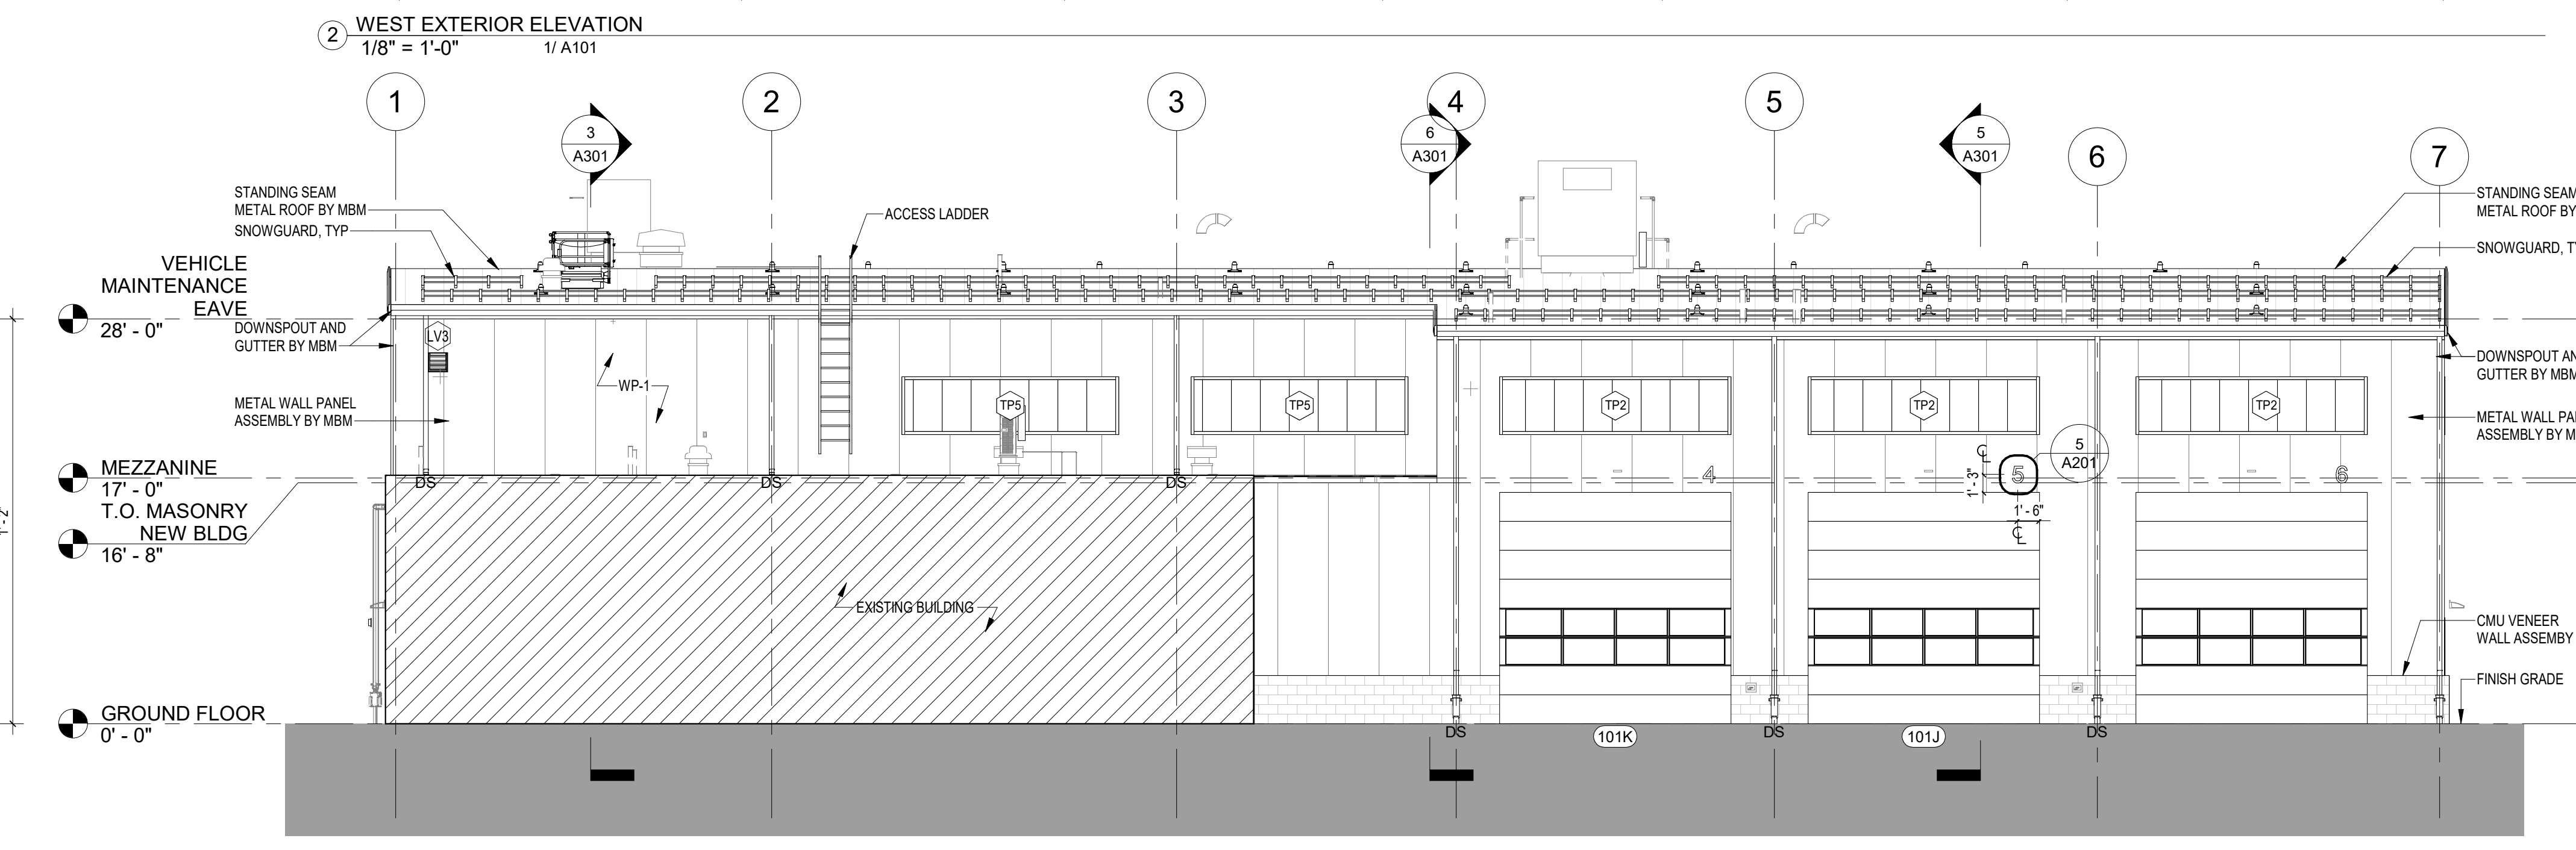 2 WEST EXTERIOR ELEVATION
1/8" = 1'-0" 1/ A101
1 2 3 4 5 6 7
3
A301
6
A301
5
A301
STANDING SEAM
METAL ROOF BY MBM
SNOWGUARD, TYP
ACCESS LADDER
STANDING SEAM
METAL ROOF BY
SNOWGUARD, TY
VEHICLE
MAINTENANCE
EAVE
28' - 0"
DOWNSPOUT AND
GUTTER BY MBM
LV3
WP-1
METAL WALL PANEL
ASSEMBLY BY MBM
TP5 TP5 TP2 TP2 TP2
DOWNSPOUT AN
GUTTER BY MBM
METAL WALL PA
ASSEMBLY BY M
MEZZANINE
17' - 0"
T.O. MASONRY
NEW BLDG
16' - 8"
DS DS DS
4 5 6
5
A201
1' - 3"
1' - 6"
1' - 2"
EXISTING BUILDING
CMU VENEER
WALL ASSEMBY
FINISH GRADE
GROUND FLOOR
0' - 0"
DS DS DS
101K 101J